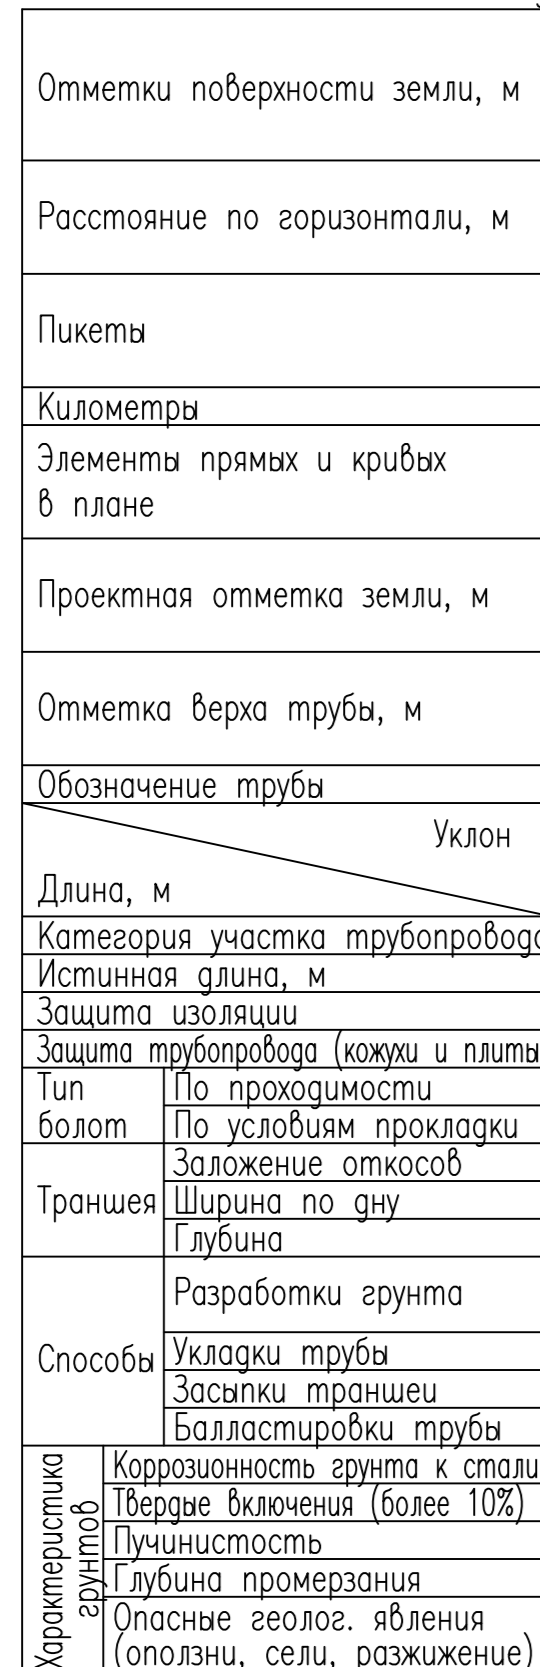 Отметки поверхности земли, м
Расстояние по горизонтали, м
Пикеты
Километры
Элементы прямых и кривых
в плане
Проектная отметка земли, м
Отметка верха трубы, м
Обозначение трубы
Уклон
Длина, м
Категория участка трубопровода
Истинная длина, м
Защита изоляции
Защита трубопровода (кожухи и плиты
Тип
болот
По проходимости
По условиям прокладки
Траншея
Заложение откосов
Ширина по дну
Глубина
Способы
Разработки грунта
Укладки трубы
Засыпки траншеи
Балластировки трубы
Характеристика
грунтов
Коррозионность грунта к стали
Твердые включения (более 10%)
Пучинистость
Глубина промерзания
Опасные геолог. явления
(оползни, сели, разжижение)